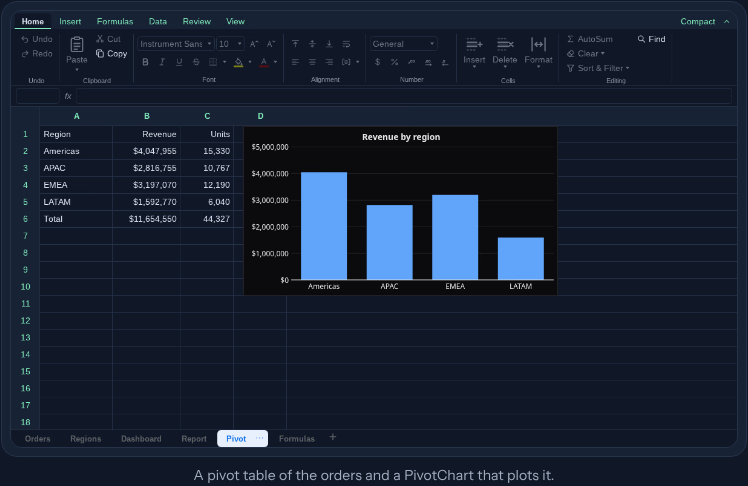 Home Insert Formulas Data Review View Compact
Undo Cut Instrument Sans 10 General AutoSum Find
Redo Paste Copy Insert Delete Format Clear
B I U S A $ % Sort & Filter
Undo Clipboard Font Alignment Number Cells Editing
fx
A B C D
1 Region Revenue Units
2 Americas $4,047,955 15,330
3 APAC $2,816,755 10,767
4 EMEA $3,197,070 12,190
5 LATAM $1,592,770 6,040
6 Total $11,654,550 44,327
7
8
9
10
11
12
13
14
15
16
17
18
Revenue by region
$5,000,000
$4,000,000
$3,000,000
$2,000,000
$1,000,000
$0
Americas APAC EMEA LATAM
Orders Regions Dashboard Report Pivot ... Formulas +
A pivot table of the orders and a PivotChart that plots it.